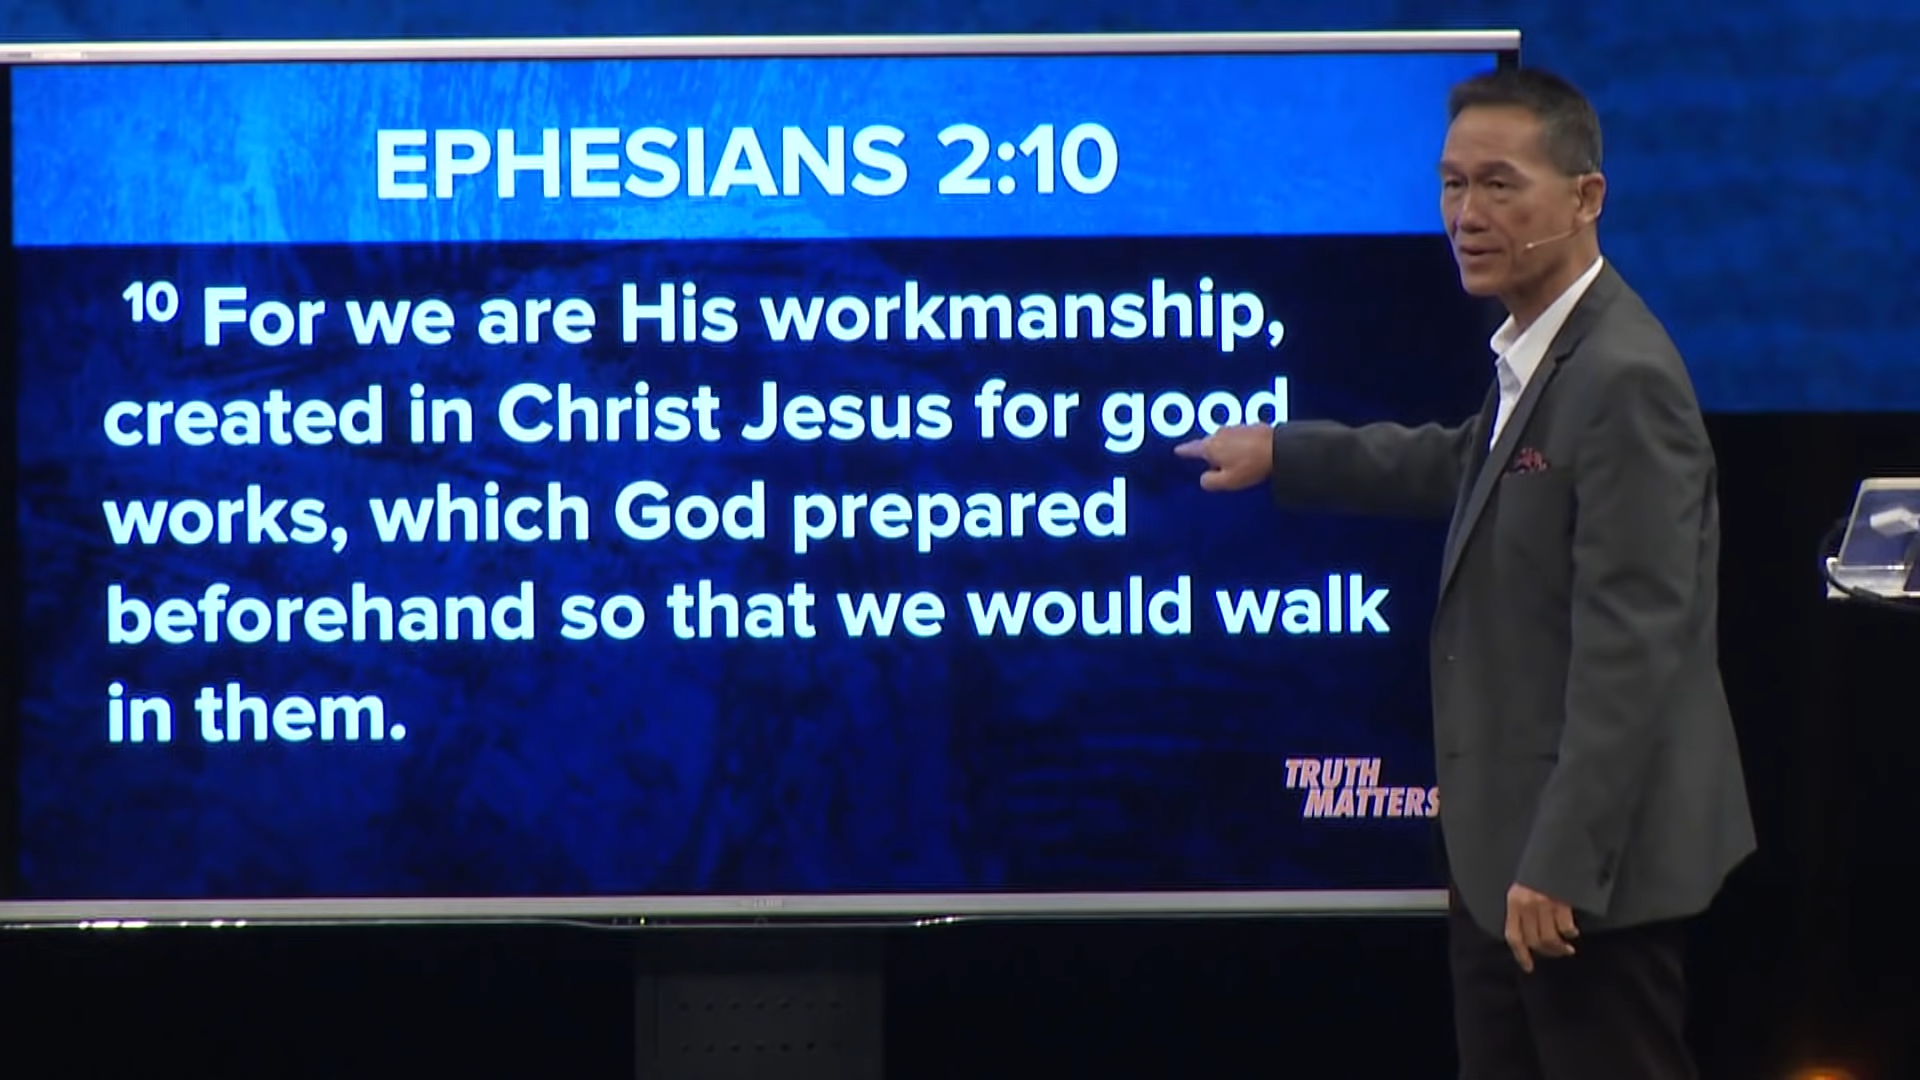 EPHESIANS 2:10
10 For we are His workmanship,
created in Christ Jesus for good
works, which God prepared
beforehand so that we would walk
in them.
TRUTH
MATTERS